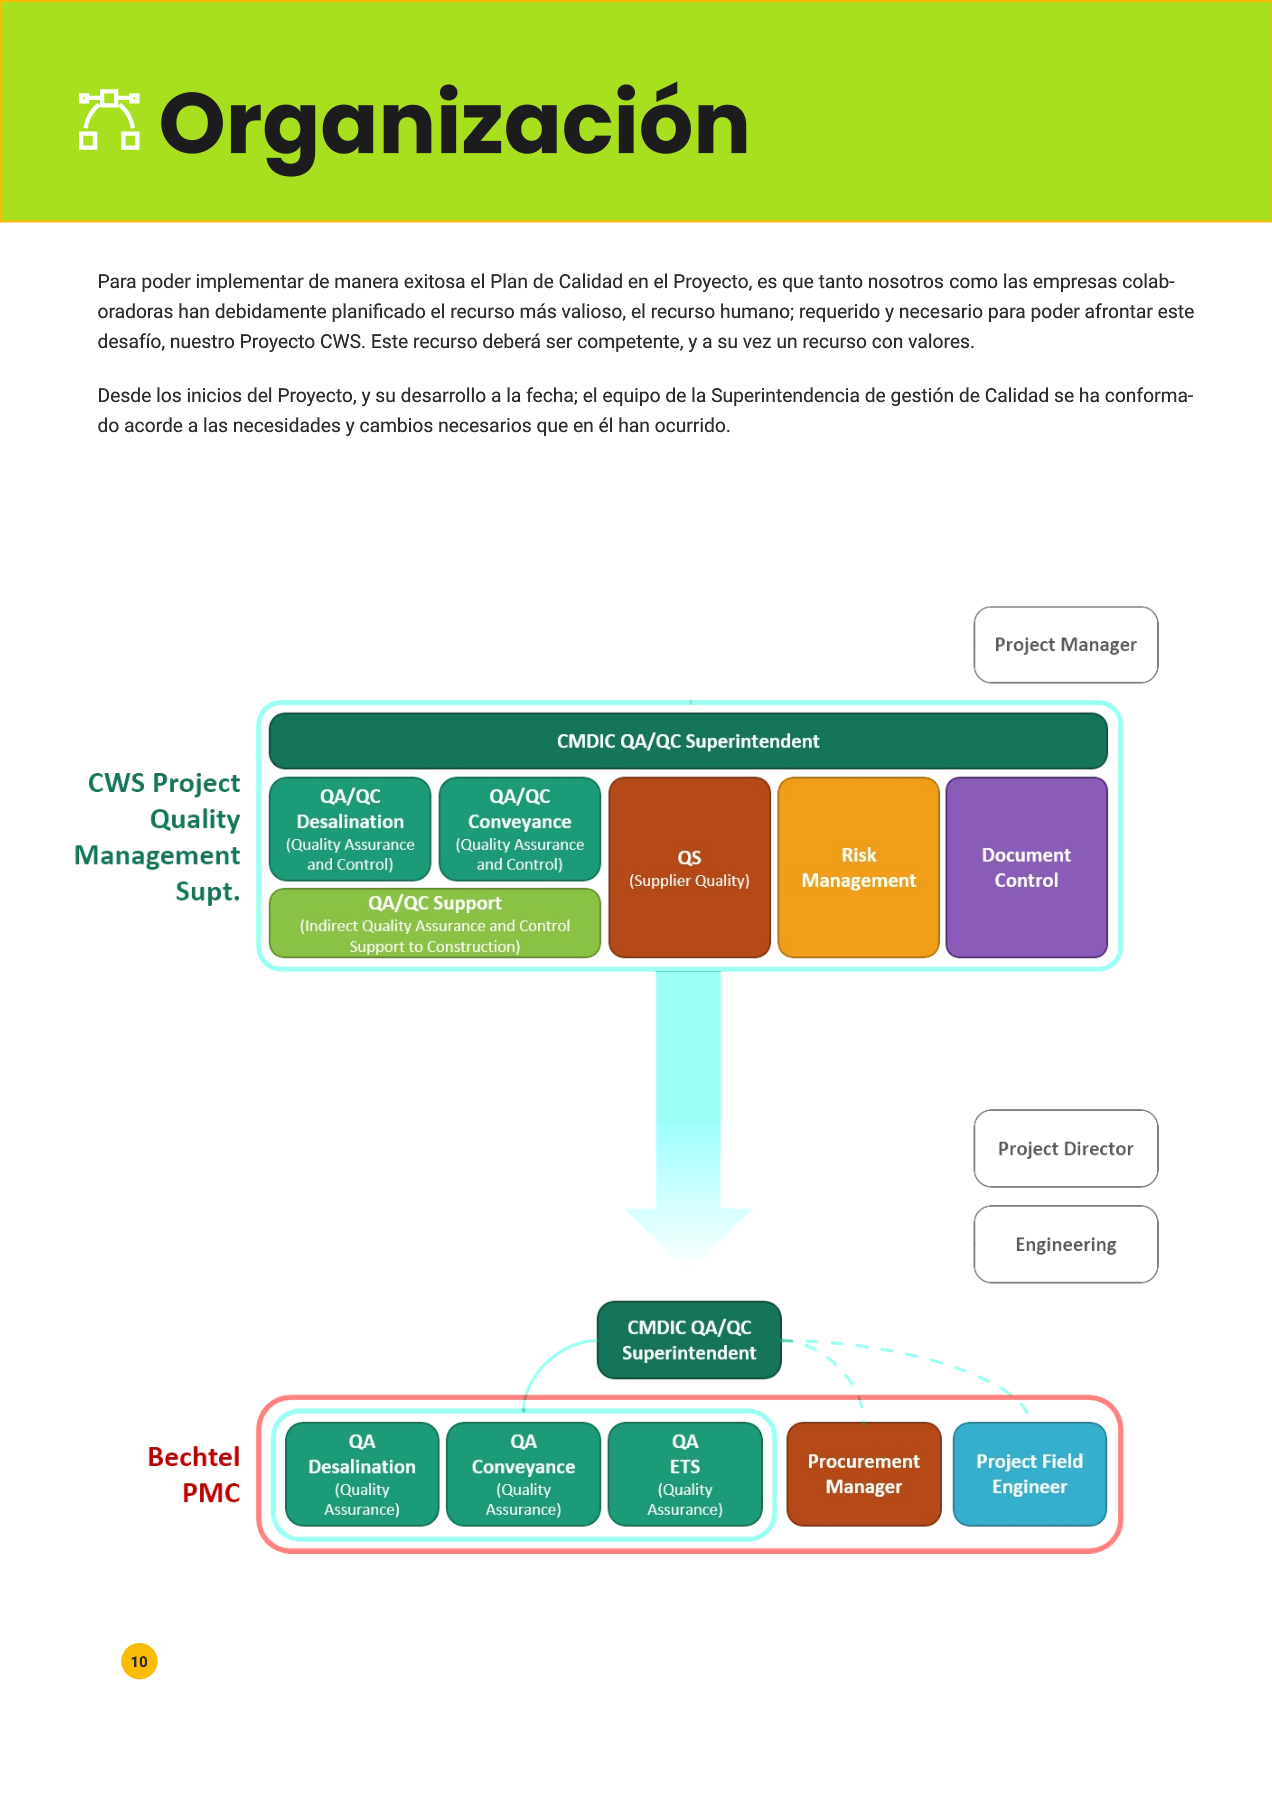 Organización
Para poder implementar de manera exitosa el Plan de Calidad en el Proyecto, es que tanto nosotros como las empresas colab-
oradoras han debidamente planificado el recurso más valioso, el recurso humano; requerido y necesario para poder afrontar este
desafío, nuestro Proyecto CWS. Este recurso deberá ser competente, y a su vez un recurso con valores.
Desde los inicios del Proyecto, y su desarrollo a la fecha; el equipo de la Superintendencia de gestión de Calidad se ha conforma-
do acorde a las necesidades y cambios necesarios que en él han ocurrido.
Project Manager
CWS Project
Quality
Management
Supt.
CMDIC QA/QC Superintendent
QA/QC
Desalination
(Quality Assurance
and Control)
QA/QC
Conveyance
(Quality Assurance
and Control)
QA/QC Support
(Indirect Quality Assurance and Control
Support to Construction)
QS
(Supplier Quality)
Risk
Management
Document
Control
Project Director
Engineering
CMDIC QA/QC
Superintendent
Bechtel
PMC
QA
Desalination
(Quality
Assurance)
QA
Conveyance
(Quality
Assurance)
QA
ETS
(Quality
Assurance)
Procurement
Manager
Project Field
Engineer
10